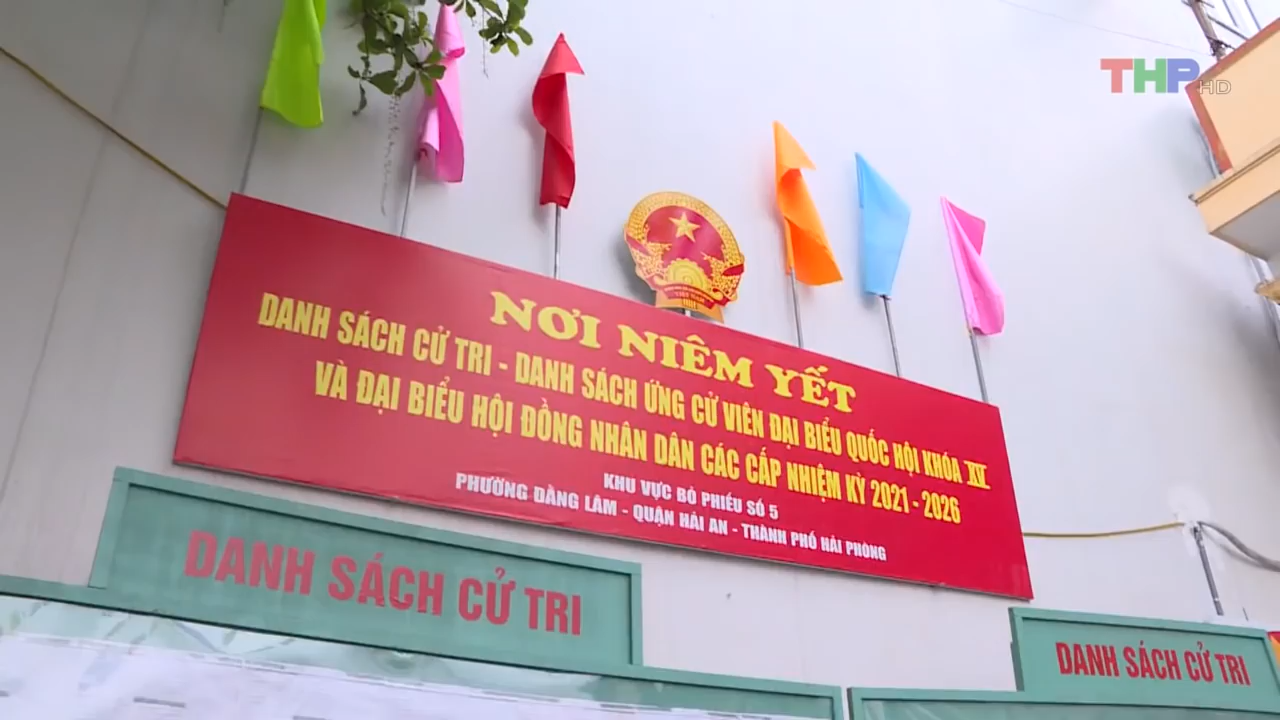 THP HD
NƠI NIÊM YẾT
DANH SÁCH CỬ TRI - DANH SÁCH ỨNG CỬ VIÊN ĐẠI BIỂU QUỐC HỘI KHÓA XV
VÀ ĐẠI BIỂU HỘI ĐỒNG NHÂN DÂN CÁC CẤP NHIỆM KỲ 2021 - 2026
KHU VỰC BỎ PHIẾU SỐ 5
PHƯỜNG ĐẰNG LÂM - QUẬN HẢI AN - THÀNH PHỐ HẢI PHÒNG
DANH SÁCH CỬ TRI
DANH SÁCH CỬ TRI